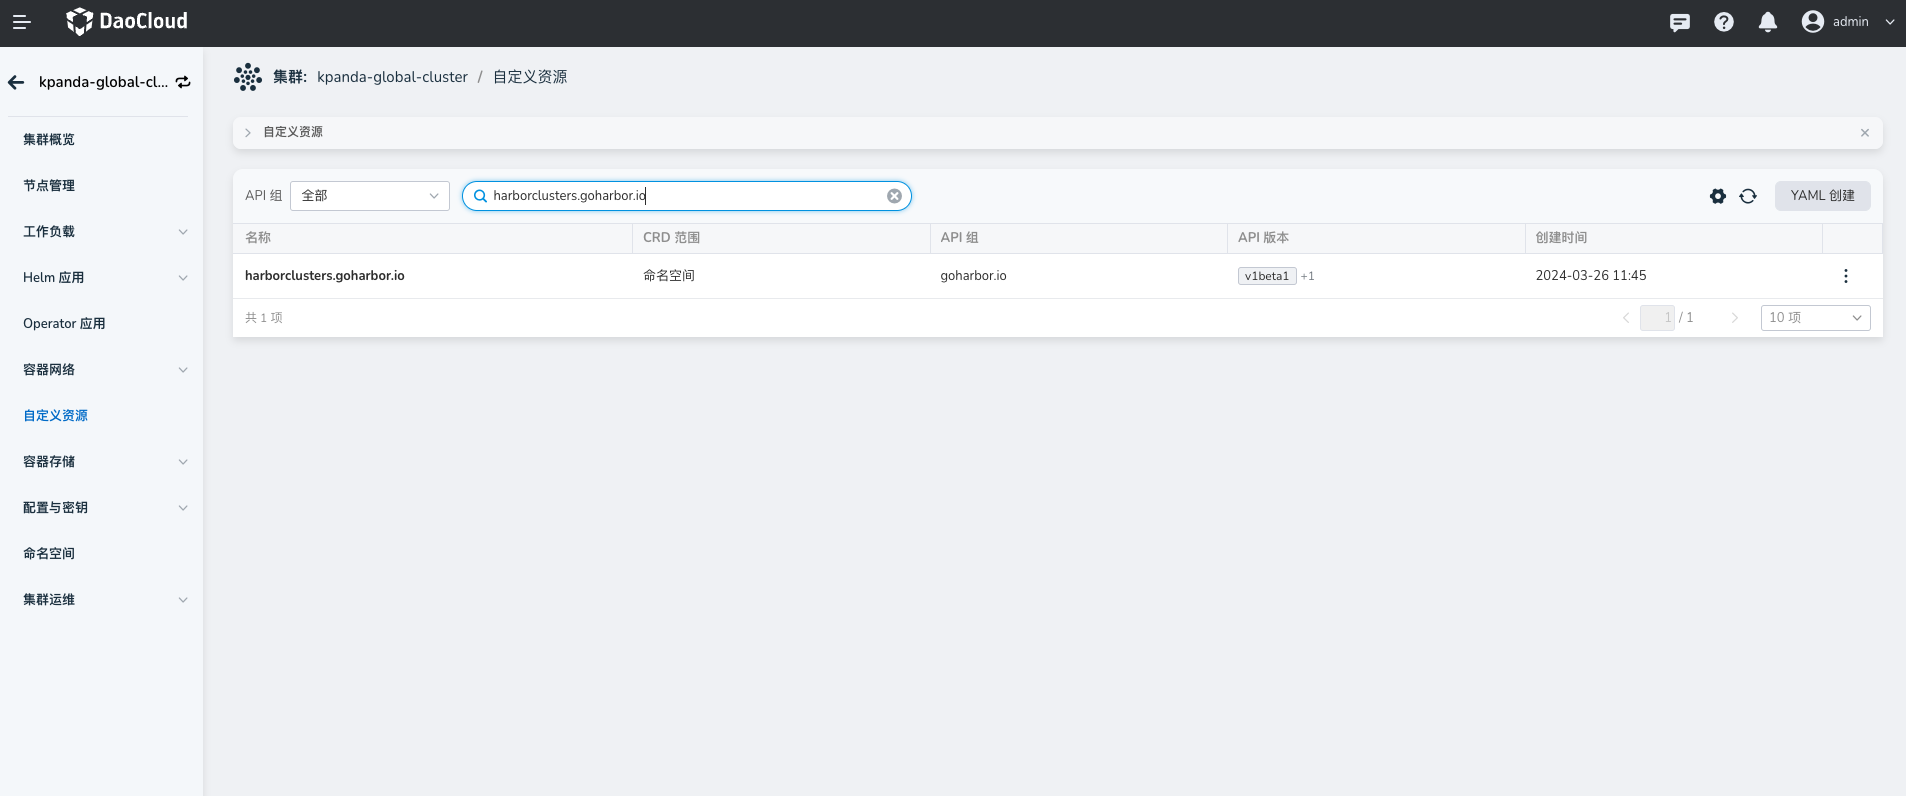 DaoCloud
admin
kpanda-global-cl...
集群概览
节点管理
工作负载
Helm 应用
Operator 应用
容器网络
自定义资源
容器存储
配置与密钥
命名空间
集群运维
集群: kpanda-global-cluster / 自定义资源
自定义资源
API 组 全部 harborclusters.goharbor.io YAML 创建
名称 CRD 范围 API 组 API 版本 创建时间
harborclusters.goharbor.io 命名空间 goharbor.io v1beta1 +1 2024-03-26 11:45
共 1 项 1 / 1 10 项